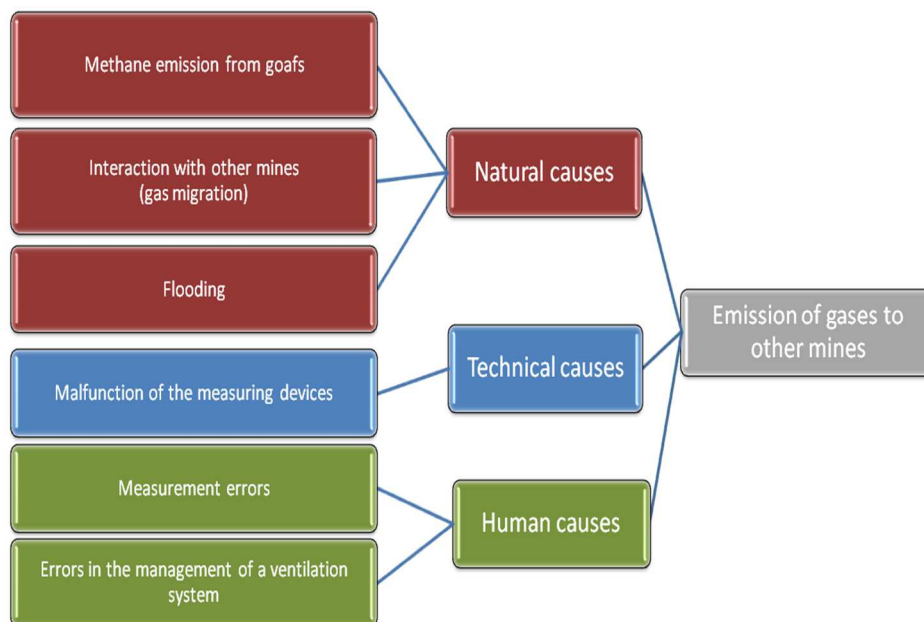 Methane emission from goafs
Interaction with other mines
(gas migration)
Flooding
Malfunction of the measuring devices
Measurement errors
Errors in the management of a ventilation
system
Natural causes
Technical causes
Human causes
Emission of gases to
other mines